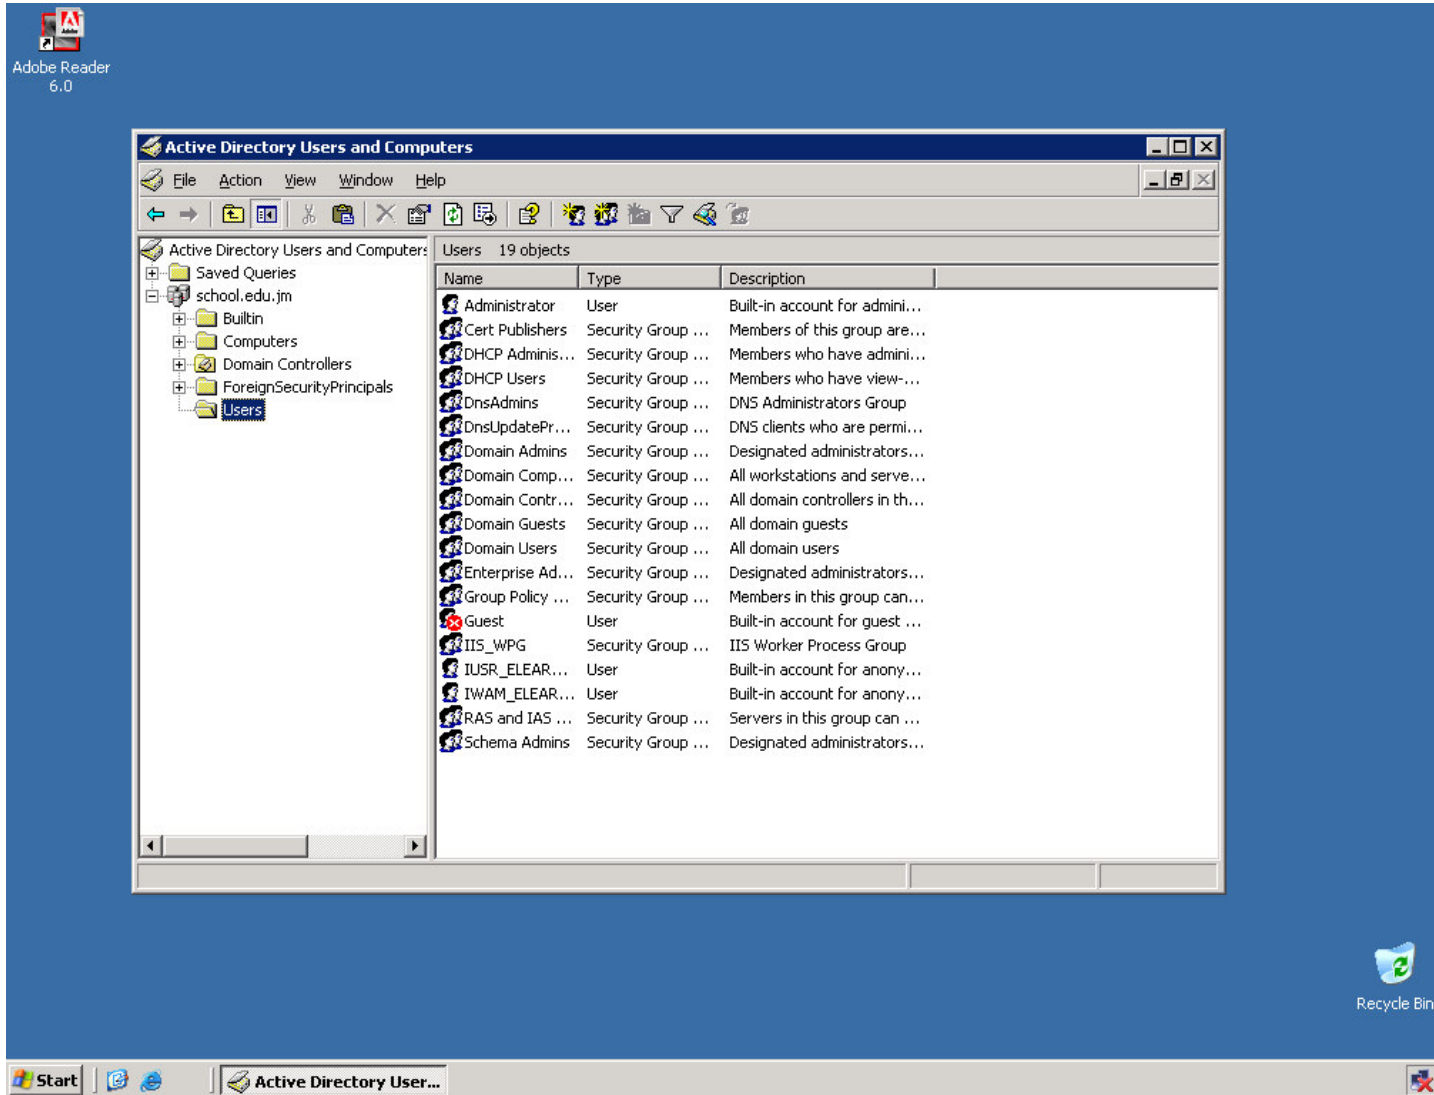 Adobe
Adobe Reader
6.0
Active Directory Users and Computers
File Action View Window Help
Active Directory Users and Computers
Saved Queries
school.edu.jm
Builtin
Computers
Domain Controllers
ForeignSecurityPrincipals
Users
Users 19 objects
Name Type Description
Administrator User Built-in account for admini...
Cert Publishers Security Group ... Members of this group are...
DHCP Adminis... Security Group ... Members who have admini...
DHCP Users Security Group ... Members who have view-...
DnsAdmins Security Group ... DNS Administrators Group
DnsUpdatePr... Security Group ... DNS clients who are permi...
Domain Admins Security Group ... Designated administrators...
Domain Comp... Security Group ... All workstations and serve...
Domain Contr... Security Group ... All domain controllers in th...
Domain Guests Security Group ... All domain guests
Domain Users Security Group ... All domain users
Enterprise Ad... Security Group ... Designated administrators...
Group Policy ... Security Group ... Members in this group can...
Guest User Built-in account for guest ...
IIS_WPG Security Group ... IIS Worker Process Group
IUSR_ELEAR... User Built-in account for anony...
IWAM_ELEAR... User Built-in account for anony...
RAS and IAS ... Security Group ... Servers in this group can ...
Schema Admins Security Group ... Designated administrators...
Recycle Bin
Start Active Directory User...